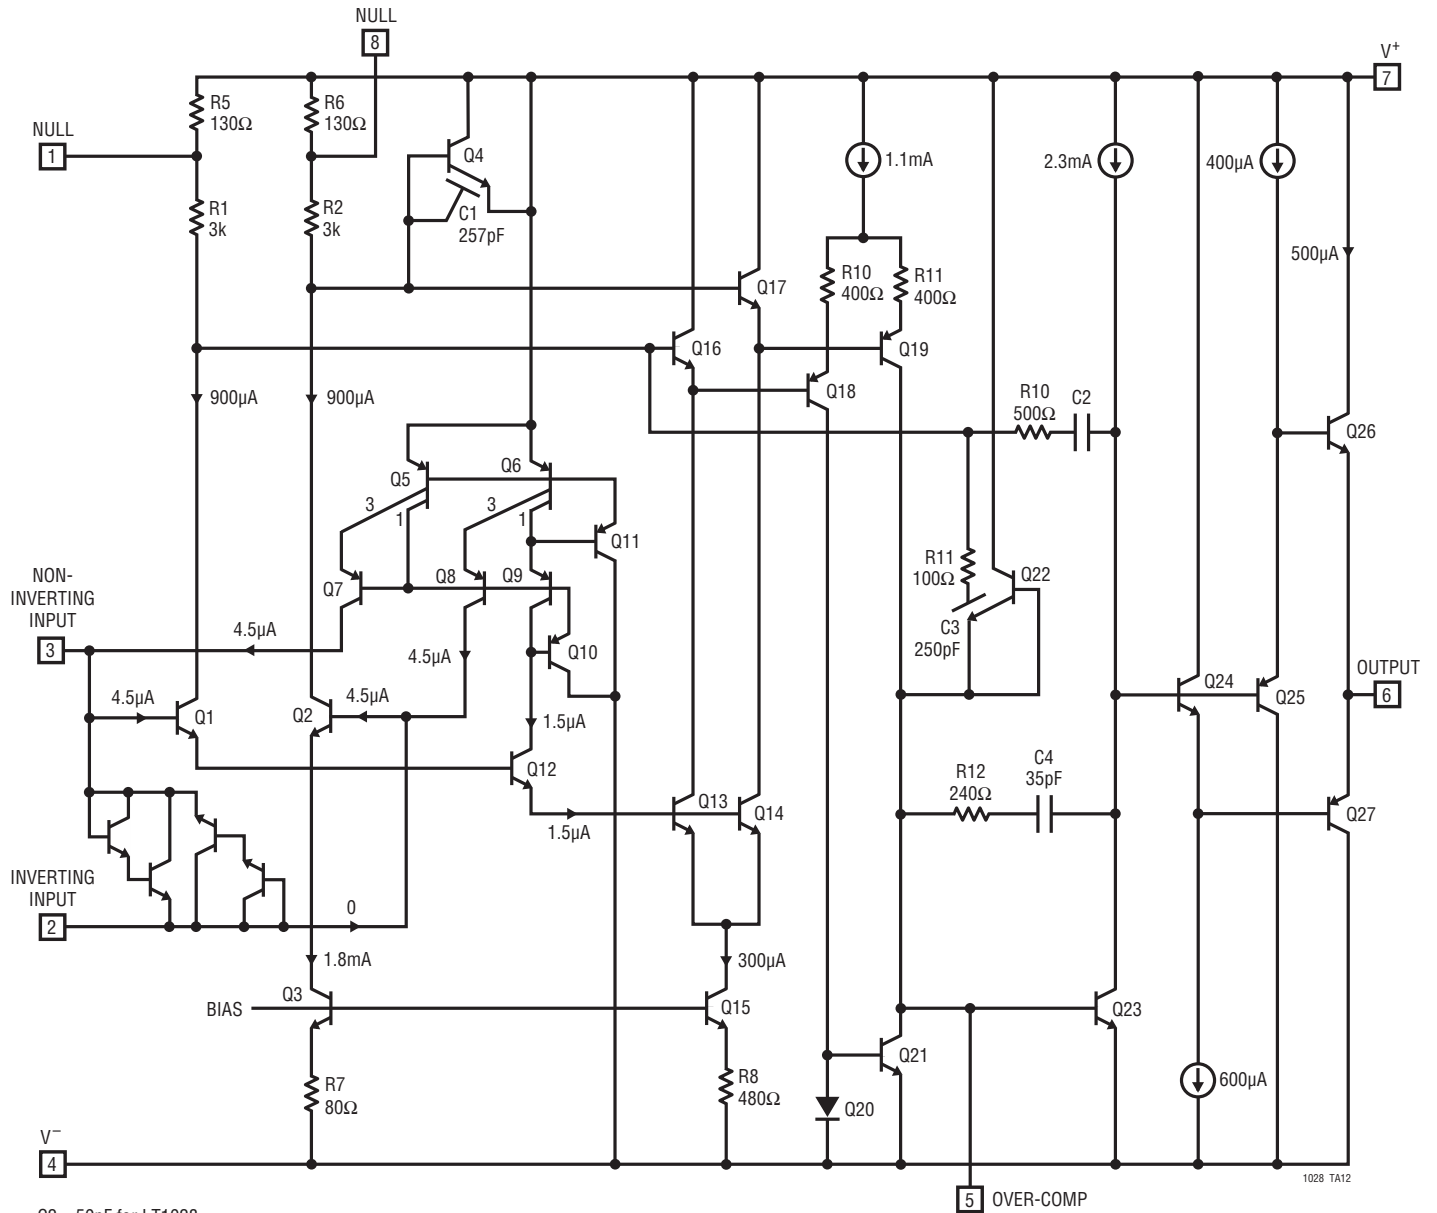 NULL
8
V+
7
R5
130Ω
R6
130Ω
NULL
1
Q4
1.1mA
2.3mA
400µA
R1
3k
R2
3k
C1
257pF
500µA
R10
400Ω
R11
400Ω
Q17
Q16
Q19
900µA
900µA
Q18
R10
500Ω
C2
Q26
Q5
Q6
3
1
3
1
Q11
R11
100Ω
Q22
NON-
INVERTING
INPUT
3
Q7
Q8
Q9
C3
250pF
4.5µA
4.5µA
Q10
OUTPUT
6
4.5µA
Q1
Q2
4.5µA
1.5µA
Q24
Q25
Q12
R12
240Ω
C4
35pF
Q13
Q14
Q27
1.5µA
INVERTING
INPUT
2
0
1.8mA
300µA
Q3
BIAS
Q15
Q23
Q21
R7
80Ω
R8
480Ω
Q20
600µA
V−
4
1028 TA12
5
OVER-COMP